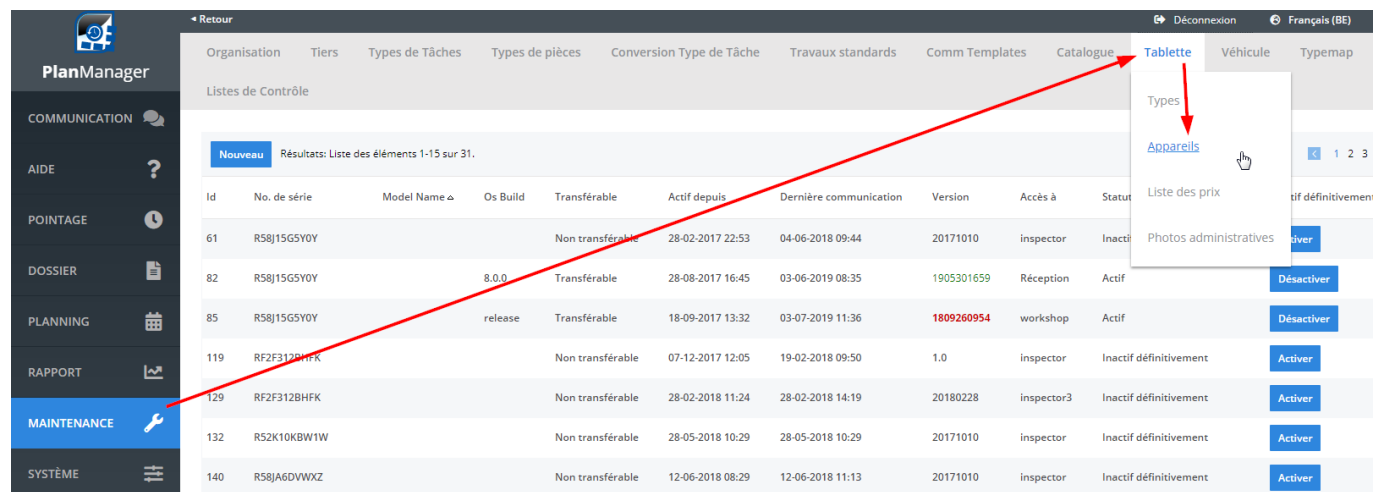 ◂ Retour
Déconnexion
Français (BE)
PlanManager
Organisation Tiers Types de Tâches Types de pièces Conversion Type de Tâche Travaux standards Comm Templates Catalogue Tablette Véhicule Typemap
Listes de Contrôle
COMMUNICATION
AIDE
POINTAGE
DOSSIER
PLANNING
RAPPORT
MAINTENANCE
SYSTÈME
Types
Appareils
Liste des prix
Photos administratives
Nouveau Résultats: Liste des éléments 1-15 sur 31. < 1 2 3
Id No. de série Model Name Os Build Transférable Actif depuis Dernière communication Version Accès à Statut tif définitivement
61 R58J15G5Y0Y Non transférable 28-02-2017 22:53 04-06-2018 09:44 20171010 inspector Inacti tiver
82 R58J15G5Y0Y 8.0.0 Transférable 28-08-2017 16:45 03-06-2019 08:35 1905301659 Réception Actif Désactiver
85 R58J15G5Y0Y release Transférable 18-09-2017 13:32 03-07-2019 11:36 1809260954 workshop Actif Désactiver
119 RF2F312BHFK Non transférable 07-12-2017 12:05 19-02-2018 09:50 1.0 inspector Inactif définitivement Activer
129 RF2F312BHFK Non transférable 28-02-2018 11:24 28-02-2018 14:19 20180228 inspector3 Inactif définitivement Activer
132 R52K10KBW1W Non transférable 28-05-2018 10:29 28-05-2018 10:29 20171010 inspector Inactif définitivement Activer
140 R58JA6DVWXZ Non transférable 12-06-2018 08:29 12-06-2018 11:13 20171010 inspector Inactif définitivement Activer